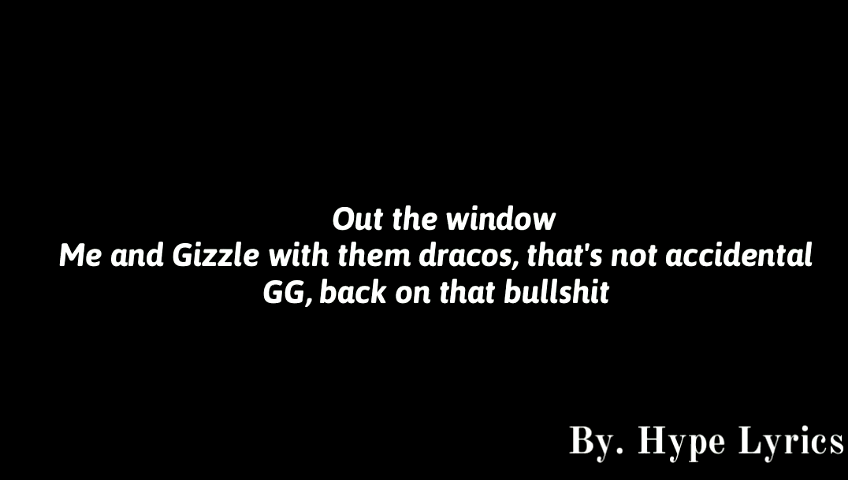 Out the window
Me and Gizzle with them dracos, that's not accidental
GG, back on that bullshit
By. Hype Lyrics